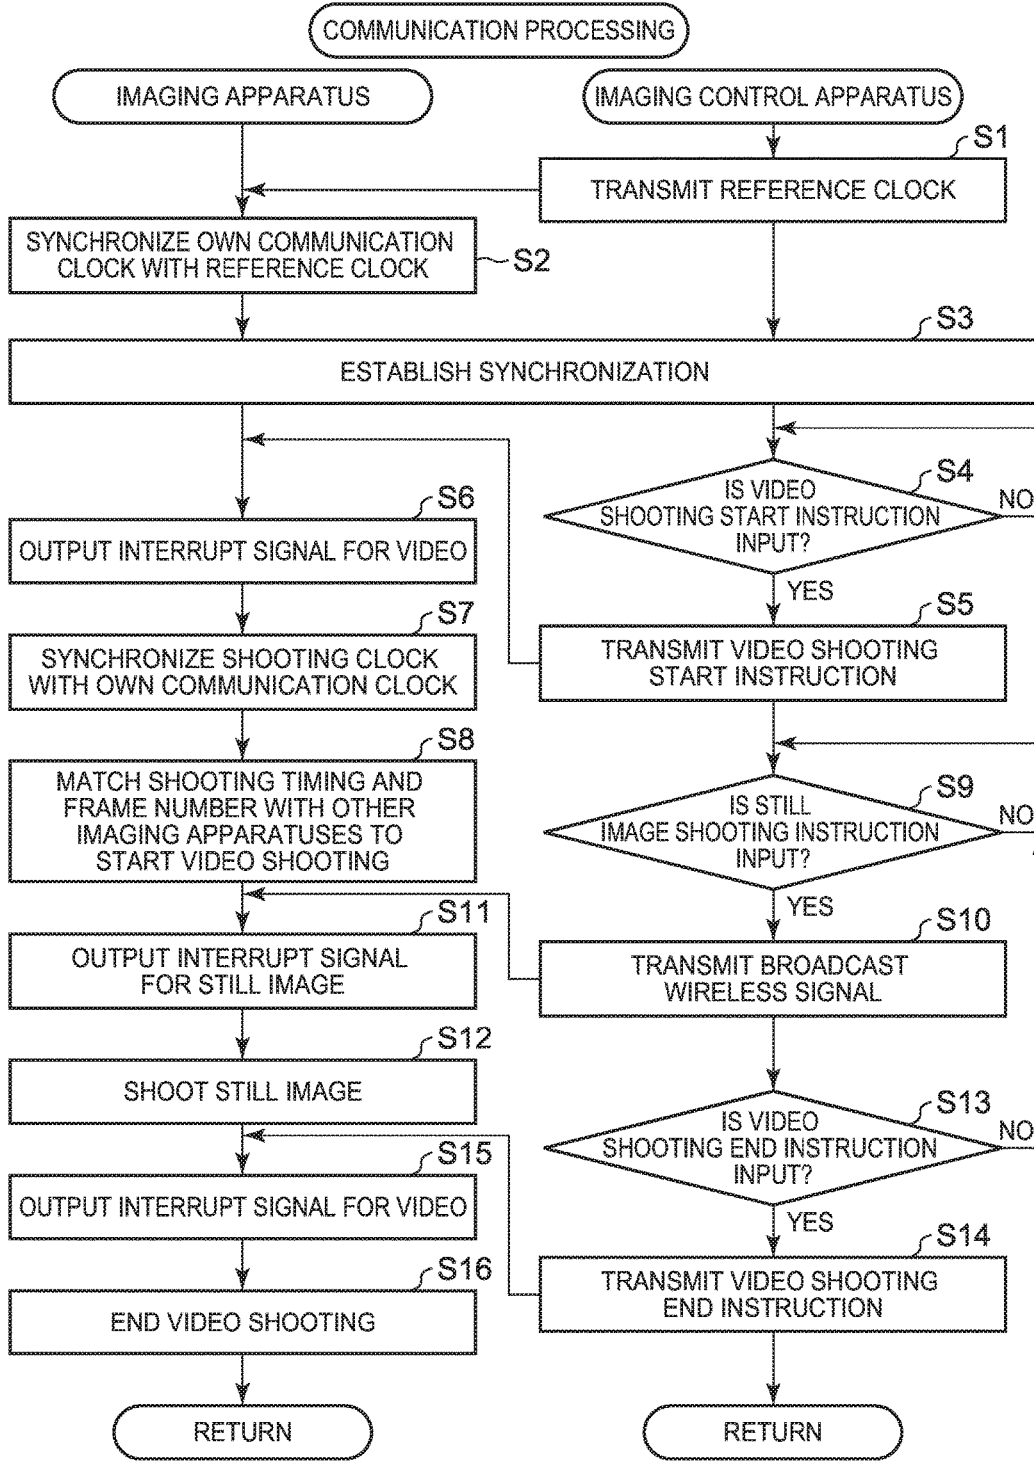 COMMUNICATION PROCESSING
IMAGING APPARATUS
IMAGING CONTROL APPARATUS
S1
TRANSMIT REFERENCE CLOCK
SYNCHRONIZE OWN COMMUNICATION
CLOCK WITH REFERENCE CLOCK
S2
S3
ESTABLISH SYNCHRONIZATION
S4
IS VIDEO
SHOOTING START INSTRUCTION
INPUT?
NO
YES
S6
OUTPUT INTERRUPT SIGNAL FOR VIDEO
S5
TRANSMIT VIDEO SHOOTING
START INSTRUCTION
S7
SYNCHRONIZE SHOOTING CLOCK
WITH OWN COMMUNICATION CLOCK
S8
MATCH SHOOTING TIMING AND
FRAME NUMBER WITH OTHER
IMAGING APPARATUSES TO
START VIDEO SHOOTING
S9
IS STILL
IMAGE SHOOTING INSTRUCTION
INPUT?
NO
YES
S11
OUTPUT INTERRUPT SIGNAL
FOR STILL IMAGE
S10
TRANSMIT BROADCAST
WIRELESS SIGNAL
S12
SHOOT STILL IMAGE
S13
IS VIDEO
SHOOTING END INSTRUCTION
INPUT?
NO
YES
S15
OUTPUT INTERRUPT SIGNAL FOR VIDEO
S14
TRANSMIT VIDEO SHOOTING
END INSTRUCTION
S16
END VIDEO SHOOTING
RETURN
RETURN